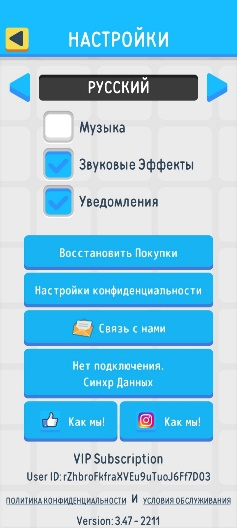 НАСТРОЙКИ
РУССКИЙ
Музыка
Звуковые Эффекты
Уведомления
Восстановить Покупки
Настройки конфиденциальности
Связь с нами
Нет подключения.
Синхр Данных
Как мы! Как мы!
VIP Subscription
User ID: rZhbroFkfraXVEu9uTuoJ6Ff7D03
ПОЛИТИКА КОНФИДЕНЦИАЛЬНОСТИ И УСЛОВИЯ ОБСЛУЖИВАНИЯ
Version: 3.47 - 2211